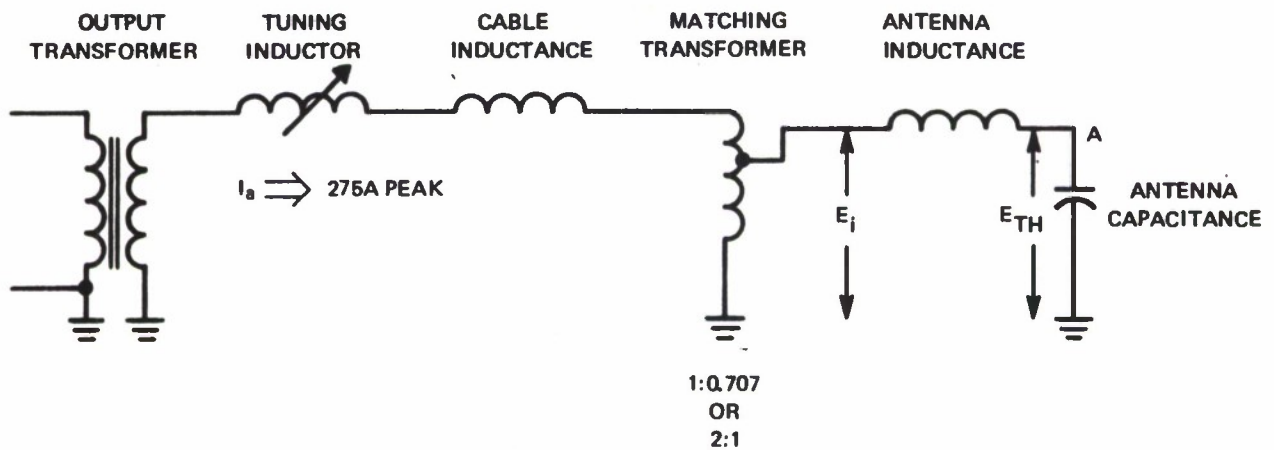 OUTPUT
TRANSFORMER
TUNING
INDUCTOR
CABLE
INDUCTANCE
MATCHING
TRANSFORMER
ANTENNA
INDUCTANCE
Ia ⇒ 275A PEAK
Ei
ETH
A
ANTENNA
CAPACITANCE
1:0.707
OR
2:1